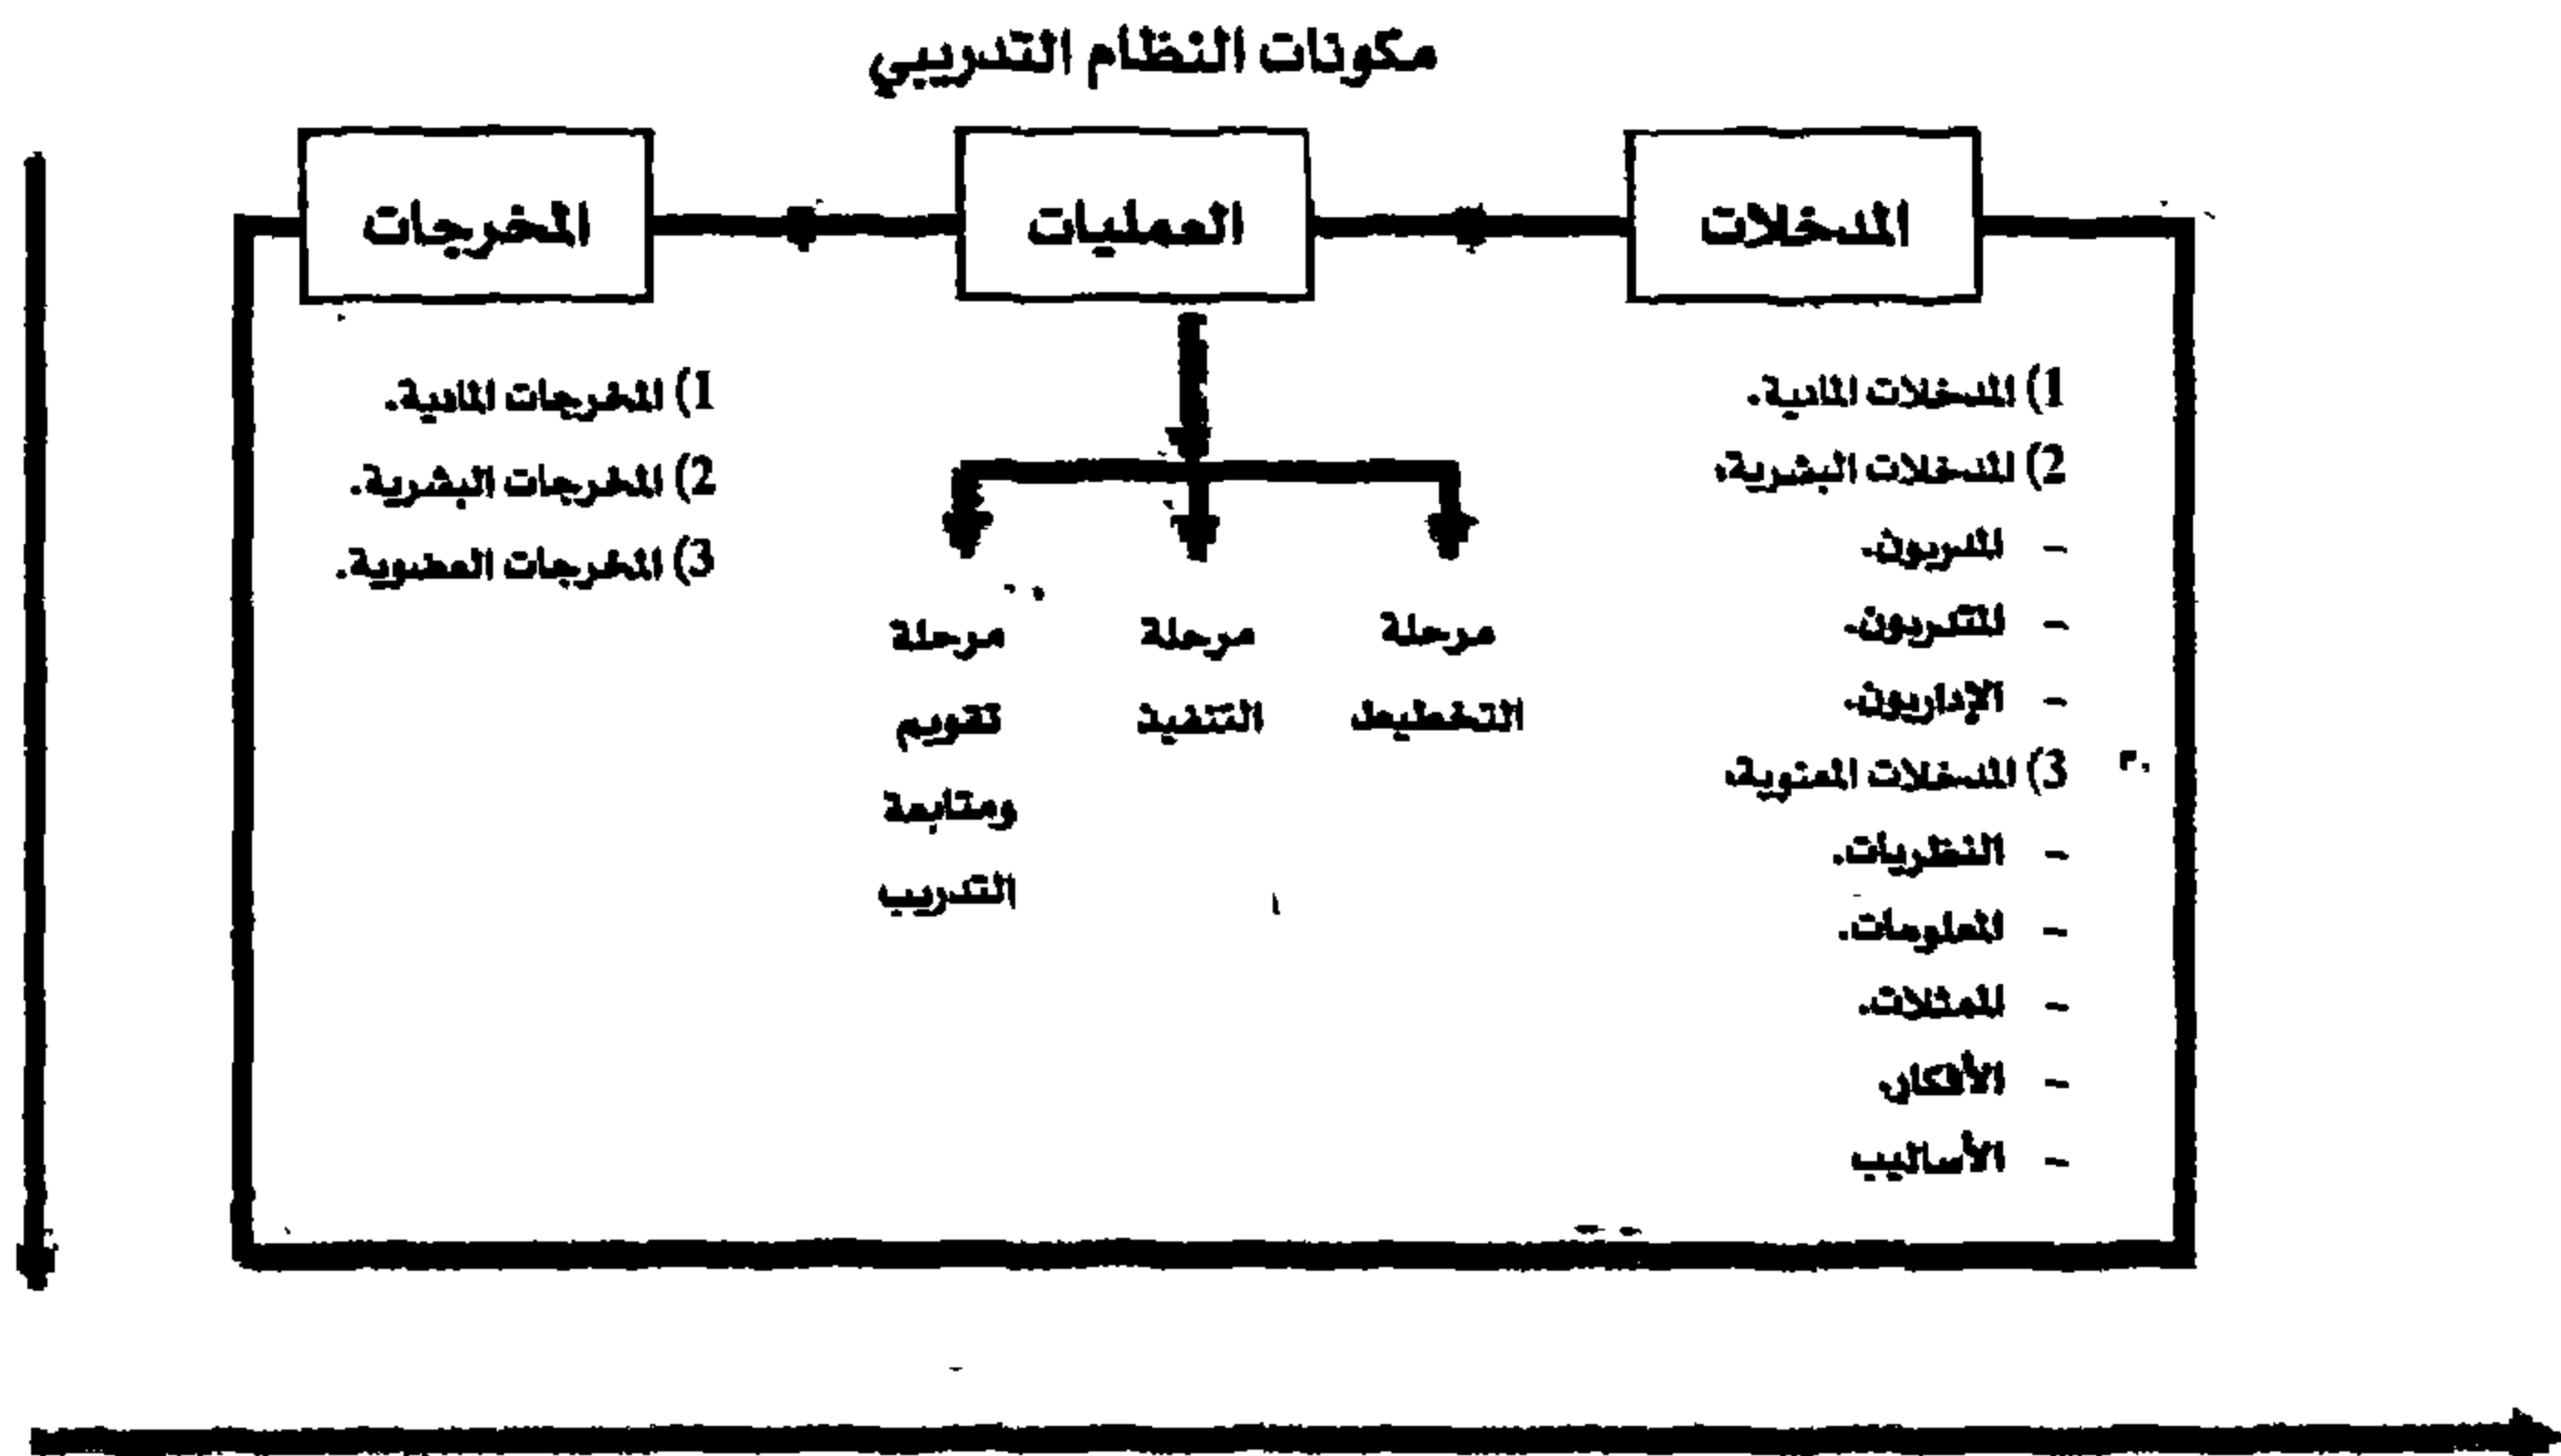 مكونات النظام التدريبي
المدخلات
1) المدخلات المادية.
2) المدخلات البشرية.
- المدربون.
- المتدربون.
- الإداريون.
3) المدخلات المعنوية.
- النظريات.
- المعلومات.
- الأفكار.
- الأساليب
العمليات
مرحلة
التخطيط
مرحلة
التنفيذ
مرحلة
تقويم
ومتابعة
التدريب
المخرجات
1) المخرجات المادية.
2) المخرجات البشرية.
3) المخرجات العضوية.